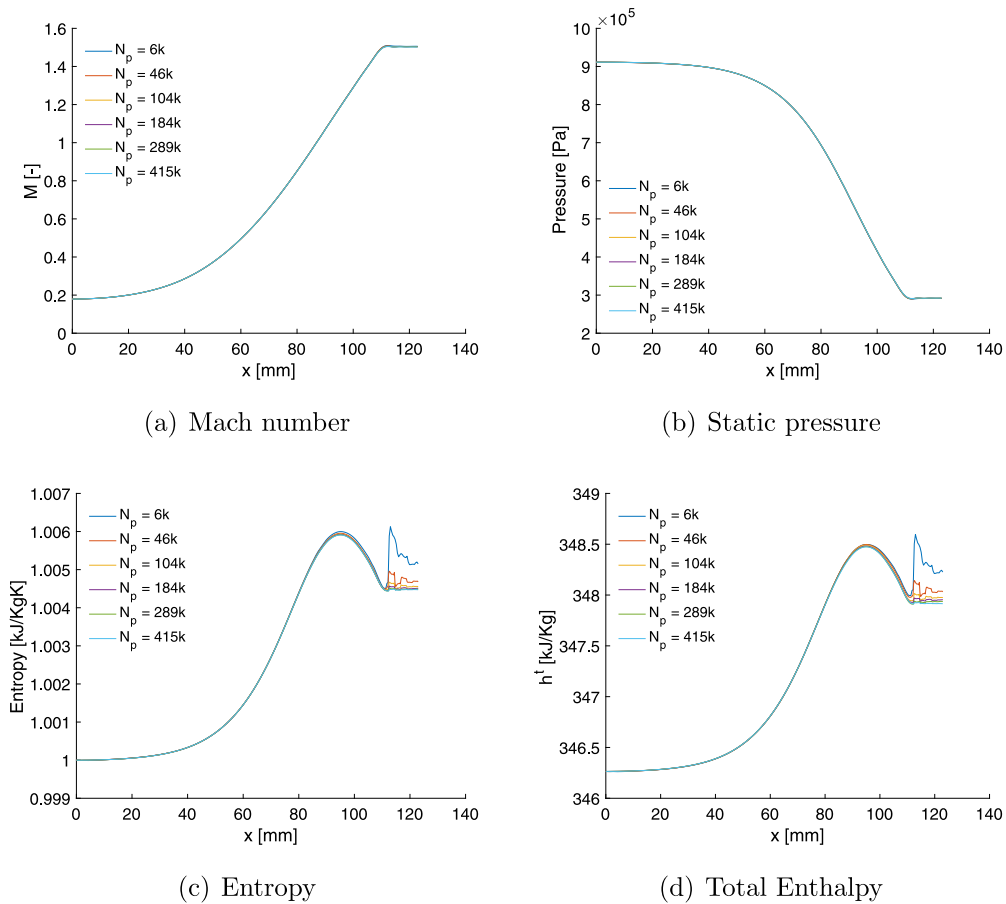 1.6
1.4
1.2
1
0.8
0.6
0.4
0.2
0
M [-]
N_p = 6k
N_p = 46k
N_p = 104k
N_p = 184k
N_p = 289k
N_p = 415k
0 20 40 60 80 100 120 140
x [mm]
(a) Mach number
×10^5
10
9
8
7
6
5
4
3
2
Pressure [Pa]
N_p = 6k
N_p = 46k
N_p = 104k
N_p = 184k
N_p = 289k
N_p = 415k
0 20 40 60 80 100 120 140
x [mm]
(b) Static pressure
1.007
1.006
1.005
1.004
1.003
1.002
1.001
1
0.999
Entropy [kJ/KgK]
N_p = 6k
N_p = 46k
N_p = 104k
N_p = 184k
N_p = 289k
N_p = 415k
0 20 40 60 80 100 120 140
x [mm]
(c) Entropy
349
348.5
348
347.5
347
346.5
346
h^t [kJ/Kg]
N_p = 6k
N_p = 46k
N_p = 104k
N_p = 184k
N_p = 289k
N_p = 415k
0 20 40 60 80 100 120 140
x [mm]
(d) Total Enthalpy